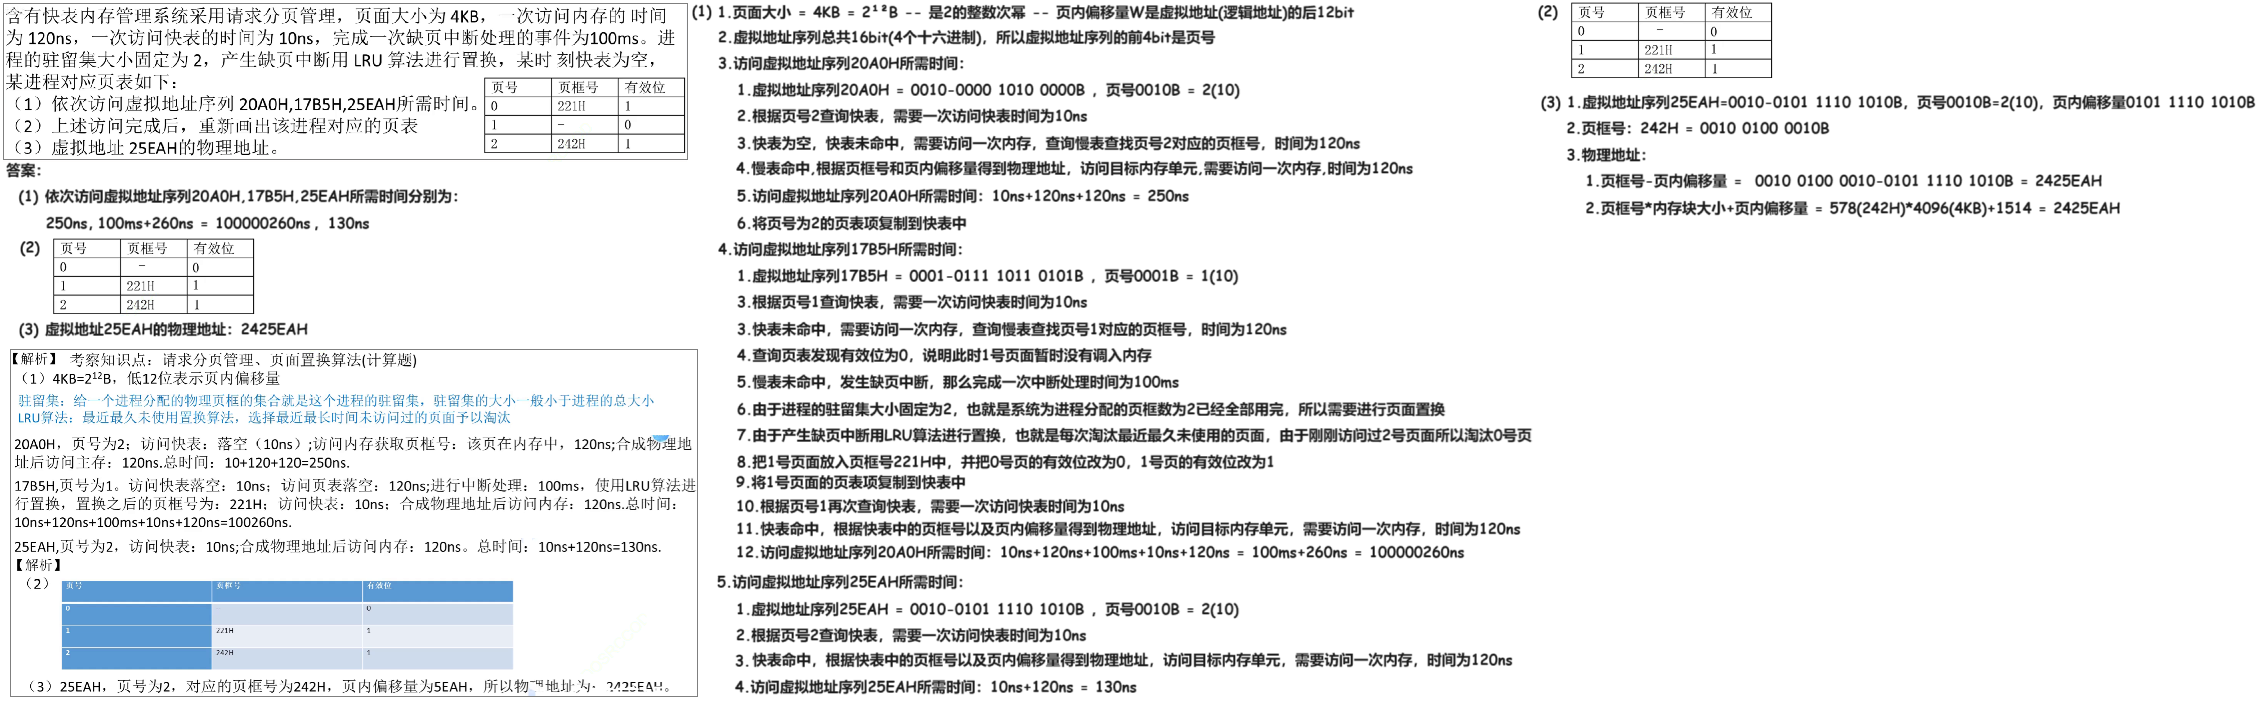 含有快表内存管理系统采用请求分页管理，页面大小为 4KB，一次访问内存的 时间
为 120ns，一次访问快表的时间为 10ns，完成一次缺页中断处理的事件为100ms。进
程的驻留集大小固定为 2，产生缺页中断用 LRU 算法进行置换，某时 刻快表为空，
某进程对应页表如下：
（1）依次访问虚拟地址序列 20A0H,17B5H,25EAH所需时间。
（2）上述访问完成后，重新画出该进程对应的页表
（3）虚拟地址 25EAH的物理地址。
页号 页框号 有效位
0 221H 1
1 - 0
2 242H 1
答案：
(1) 依次访问虚拟地址序列20A0H,17B5H,25EAH所需时间分别为：
250ns, 100ms+260ns = 100000260ns , 130ns
(2)
页号 页框号 有效位
0 - 0
1 221H 1
2 242H 1
(3) 虚拟地址25EAH的物理地址：2425EAH
【解析】 考察知识点：请求分页管理、页面置换算法(计算题)
（1）4KB=2¹²B，低12位表示页内偏移量
驻留集：给一个进程分配的物理页框的集合就是这个进程的驻留集，驻留集的大小一般小于进程的总大小
LRU算法：最近最久未使用置换算法，选择最近最长时间未访问过的页面予以淘汰
20A0H，页号为2；访问快表：落空（10ns）;访问内存获取页框号：该页在内存中，120ns;合成物理地
址后访问主存：120ns.总时间：10+120+120=250ns.
17B5H,页号为1。访问快表落空：10ns；访问页表落空：120ns;进行中断处理：100ms，使用LRU算法进
行置换，置换之后的页框号为：221H；访问快表：10ns；合成物理地址后访问内存：120ns.总时间：
10ns+120ns+100ms+10ns+120ns=100260ns.
25EAH,页号为2，访问快表：10ns;合成物理地址后访问内存：120ns。总时间：10ns+120ns=130ns.
【解析】
（2）
页号 页框号 有效位
0 - 0
1 221H 1
2 242H 1
（3）25EAH，页号为2，对应的页框号为242H，页内偏移量为5EAH，所以物理地址为：2425EAH。
(1) 1.页面大小 = 4KB = 2¹²B -- 是2的整数次幂 -- 页内偏移量W是虚拟地址(逻辑地址)的后12bit
2.虚拟地址序列总共16bit(4个十六进制)，所以虚拟地址序列的前4bit是页号
3.访问虚拟地址序列20A0H所需时间：
1.虚拟地址序列20A0H = 0010-0000 1010 0000B ，页号0010B = 2(10)
2.根据页号2查询快表，需要一次访问快表时间为10ns
3.快表为空，快表未命中，需要访问一次内存，查询慢表查找页号2对应的页框号，时间为120ns
4.慢表命中,根据页框号和页内偏移量得到物理地址，访问目标内存单元,需要访问一次内存,时间为120ns
5.访问虚拟地址序列20A0H所需时间：10ns+120ns+120ns = 250ns
6.将页号为2的页表项复制到快表中
4.访问虚拟地址序列17B5H所需时间：
1.虚拟地址序列17B5H = 0001-0111 1011 0101B ，页号0001B = 1(10)
3.根据页号1查询快表，需要一次访问快表时间为10ns
3.快表未命中，需要访问一次内存，查询慢表查找页号1对应的页框号，时间为120ns
4.查询页表发现有效位为0，说明此时1号页面暂时没有调入内存
5.慢表未命中，发生缺页中断，那么完成一次中断处理时间为100ms
6.由于进程的驻留集大小固定为2，也就是系统为进程分配的页框数为2已经全部用完，所以需要进行页面置换
7.由于产生缺页中断用LRU算法进行置换，也就是每次淘汰最近最久未使用的页面，由于刚刚访问过2号页面所以淘汰0号页
8.把1号页面放入页框号221H中，并把0号页的有效位改为0，1号页的有效位改为1
9.将1号页面的页表项复制到快表中
10.根据页号1再次查询快表，需要一次访问快表时间为10ns
11.快表命中，根据快表中的页框号以及页内偏移量得到物理地址，访问目标内存单元，需要访问一次内存，时间为120ns
12.访问虚拟地址序列20A0H所需时间：10ns+120ns+100ms+10ns+120ns = 100ms+260ns = 100000260ns
5.访问虚拟地址序列25EAH所需时间：
1.虚拟地址序列25EAH = 0010-0101 1110 1010B ，页号0010B = 2(10)
2.根据页号2查询快表，需要一次访问快表时间为10ns
3.快表命中，根据快表中的页框号以及页内偏移量得到物理地址，访问目标内存单元，需要访问一次内存，时间为120ns
4.访问虚拟地址序列25EAH所需时间：10ns+120ns = 130ns
(2)
页号 页框号 有效位
0 - 0
1 221H 1
2 242H 1
(3) 1.虚拟地址序列25EAH=0010-0101 1110 1010B，页号0010B=2(10)，页内偏移量0101 1110 1010B
2.页框号：242H = 0010 0100 0010B
3.物理地址：
1.页框号-页内偏移量 = 0010 0100 0010-0101 1110 1010B = 2425EAH
2.页框号*内存块大小+页内偏移量 = 578(242H)*4096(4KB)+1514 = 2425EAH